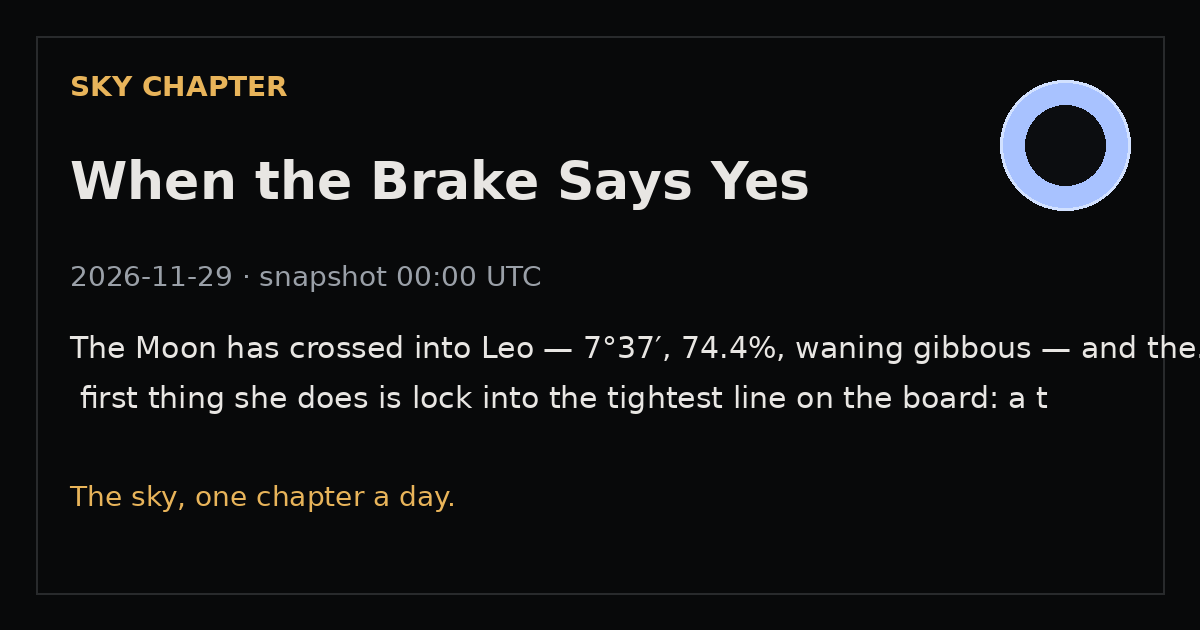 SKY CHAPTER
When the Brake Says Yes
2026-11-29 · snapshot 00:00 UTC
The Moon has crossed into Leo — 7°37′, 74.4%, waning gibbous — and the
first thing she does is lock into the tightest line on the board: a t
The sky, one chapter a day.